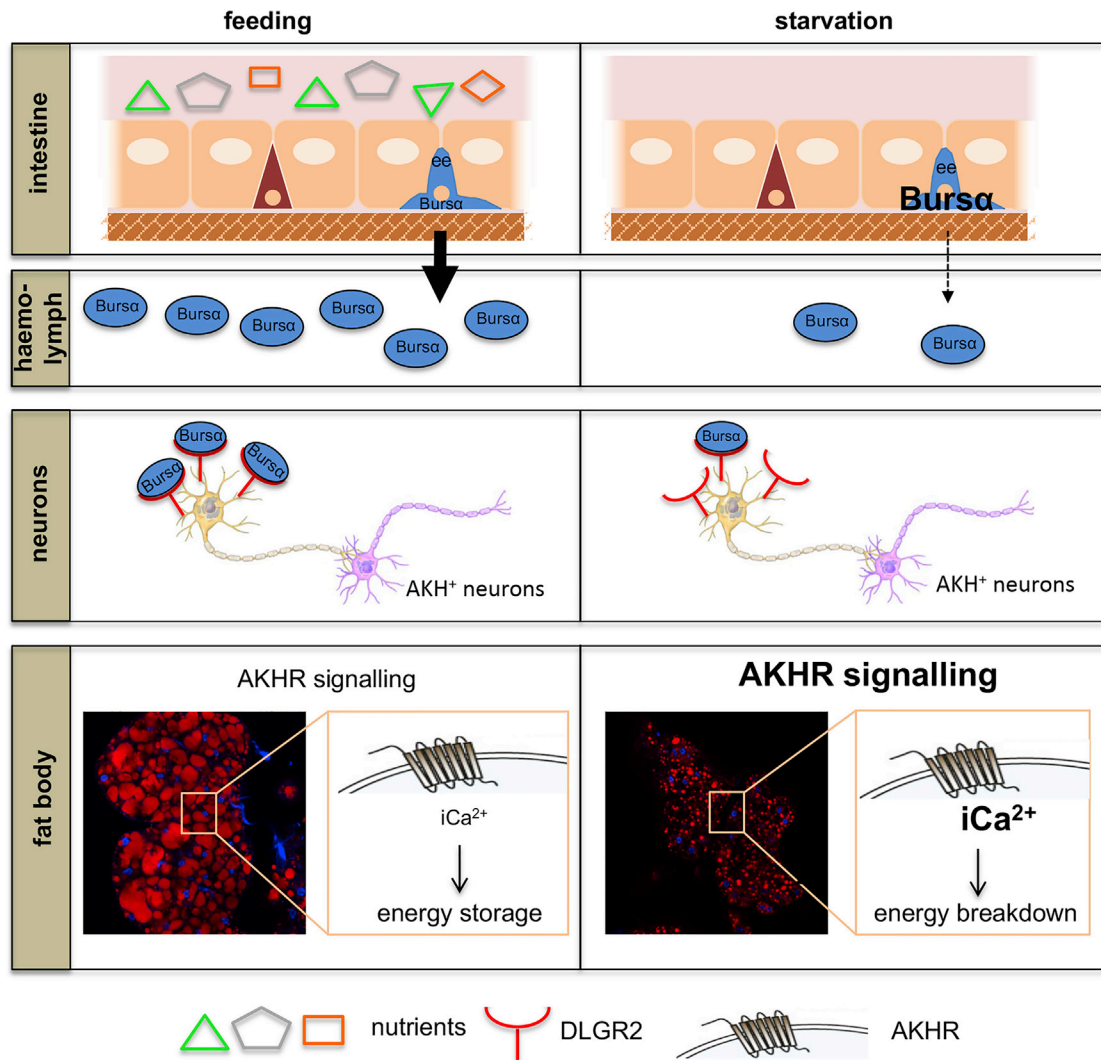 feeding
starvation
intestine
ee
Bursα
ee
Bursα
haemo-
lymph
Bursα
Bursα
Bursα
Bursα
Bursα
Bursα
Bursα
Bursα
neurons
Bursα
Bursα
Bursα
AKH⁺ neurons
Bursα
AKH⁺ neurons
fat body
AKHR signalling
iCa²⁺
energy storage
AKHR signalling
iCa²⁺
energy breakdown
nutrients
DLGR2
AKHR